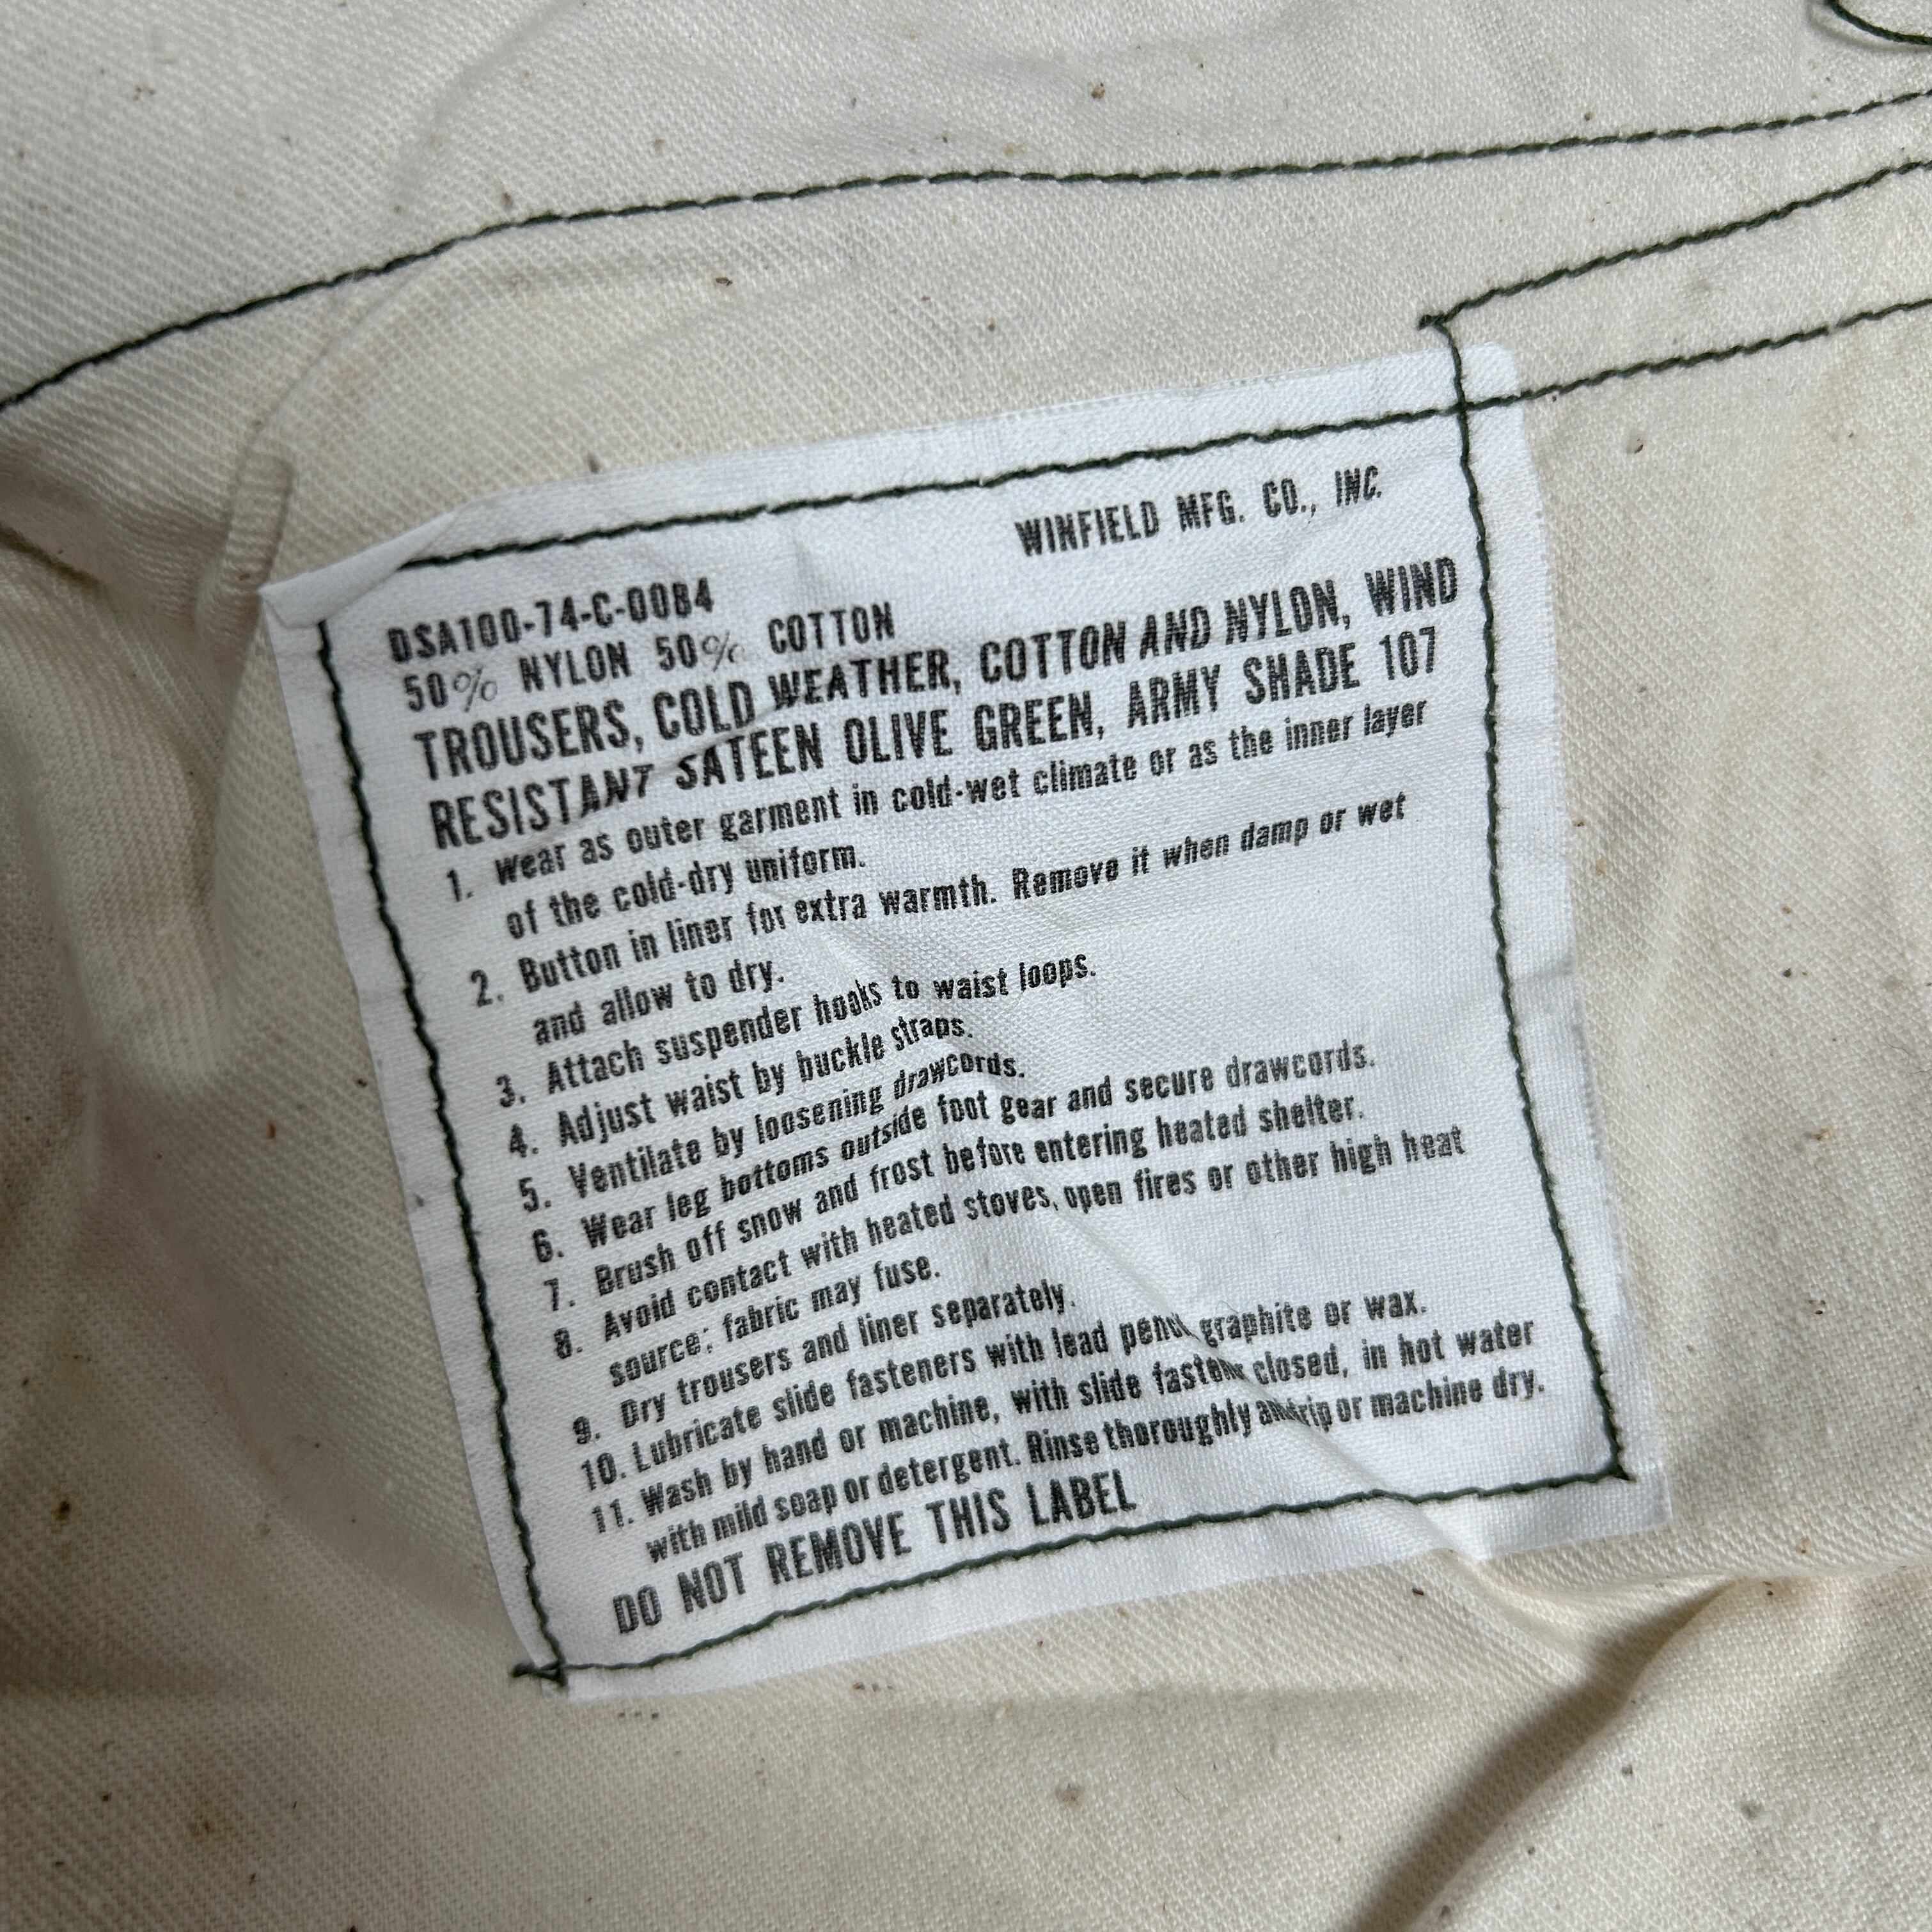 WINFIELD MFG. CO., INC.
DSA100-74-C-0084
50% NYLON 50% COTTON
TROUSERS, COLD WEATHER, COTTON AND NYLON, WIND
RESISTANT SATEEN OLIVE GREEN, ARMY SHADE 107
1. Wear as outer garment in cold-wet climate or as the inner layer
of the cold-dry uniform.
2. Button in liner for extra warmth. Remove it when damp or wet
and allow to dry.
3. Attach suspender hooks to waist loops.
4. Adjust waist by buckle straps.
5. Ventilate by loosening drawcords.
6. Wear leg bottoms outside foot gear and secure drawcords.
7. Brush off snow and frost before entering heated shelter.
8. Avoid contact with heated stoves, open fires or other high heat
source; fabric may fuse.
9. Dry trousers and liner separately.
10. Lubricate slide fasteners with lead pencil, graphite or wax.
11. Wash by hand or machine, with slide fasteners closed, in hot water
with mild soap or detergent. Rinse thoroughly and drip or machine dry.
DO NOT REMOVE THIS LABEL